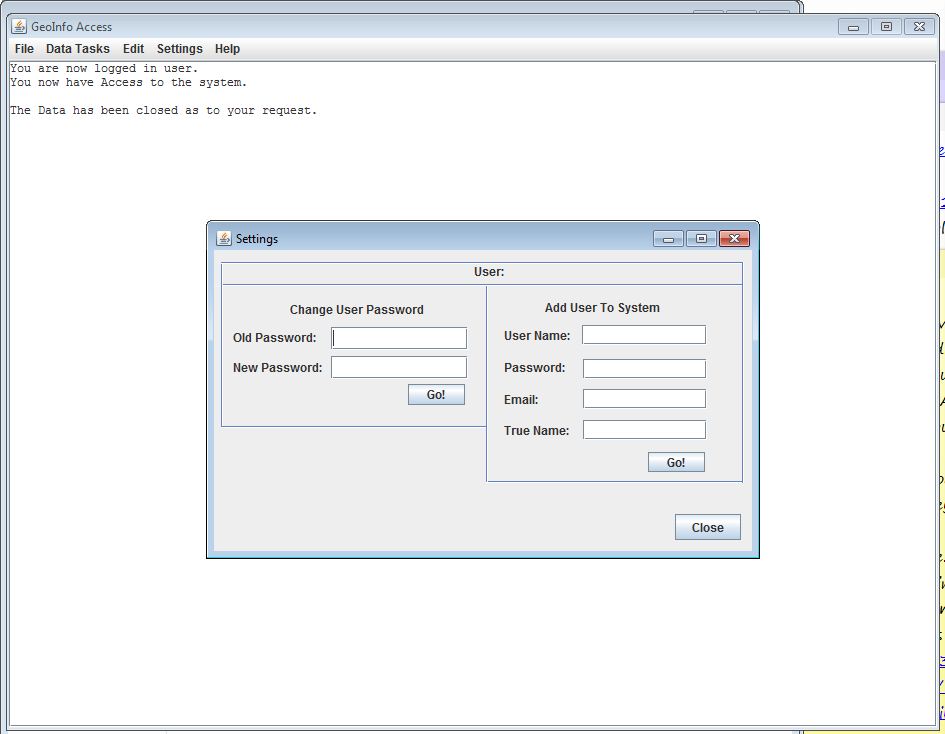 GeoInfo Access
File Data Tasks Edit Settings Help
You are now logged in user.
You now have Access to the system.
The Data has been closed as to your request.
Settings
User:
Change User Password
Old Password:
New Password:
Go!
Add User To System
User Name:
Password:
Email:
True Name:
Go!
Close